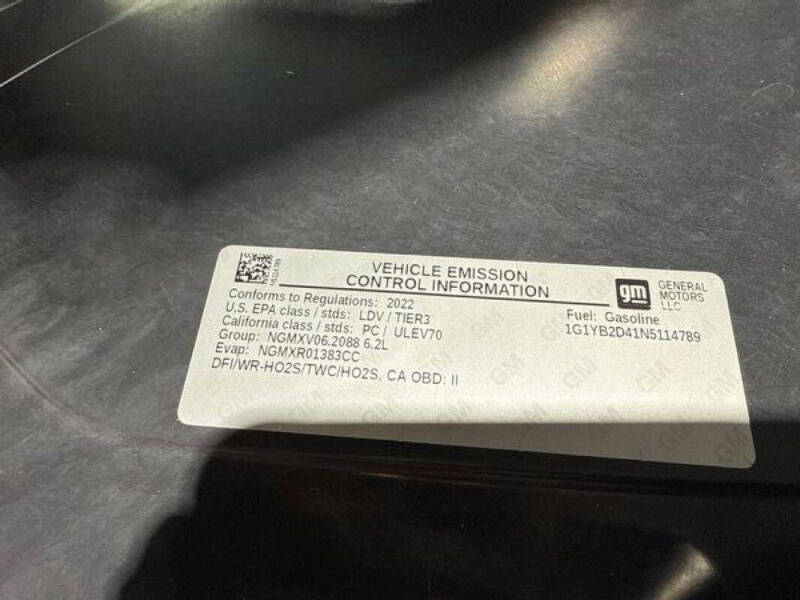 VEHICLE EMISSION
CONTROL INFORMATION
gm
GENERAL
MOTORS
LLC
Conforms to Regulations: 2022
U.S. EPA class / stds: LDV / TIER3
California class / stds: PC / ULEV70
Group: NGMXV06.2088 6.2L
Evap: NGMXR01383CC
DFI/WR-HO2S/TWC/HO2S, CA OBD: II
Fuel: Gasoline
1G1YB2D41N5114789